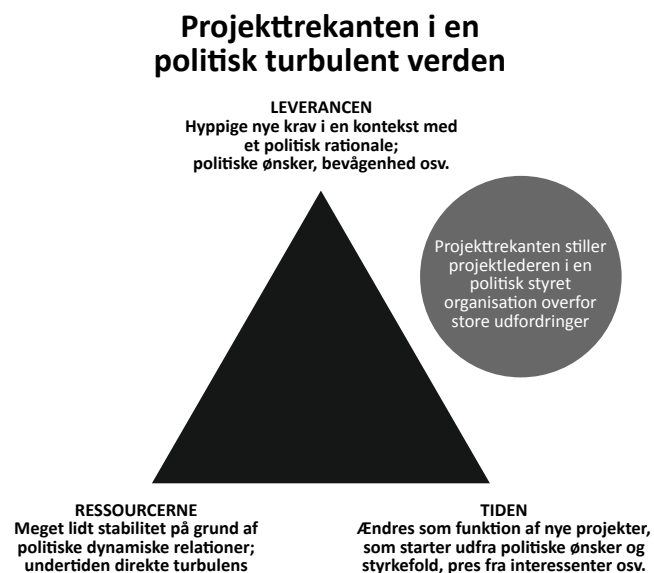 Projekttrekanten i en
politisk turbulent verden
LEVERANCEN
Hyppige nye krav i en kontekst med
et politisk rationale;
politiske ønsker, bevågenhed osv.
Projekttrekanten stiller
projektlederen i en
politisk styret
organisation overfor
store udfordringer
RESSOURCERNE
Meget lidt stabilitet på grund af
politiske dynamiske relationer;
undertiden direkte turbulens
TIDEN
Ændres som funktion af nye projekter,
som starter udfra politiske ønsker og
styrkefold, pres fra interessenter osv.